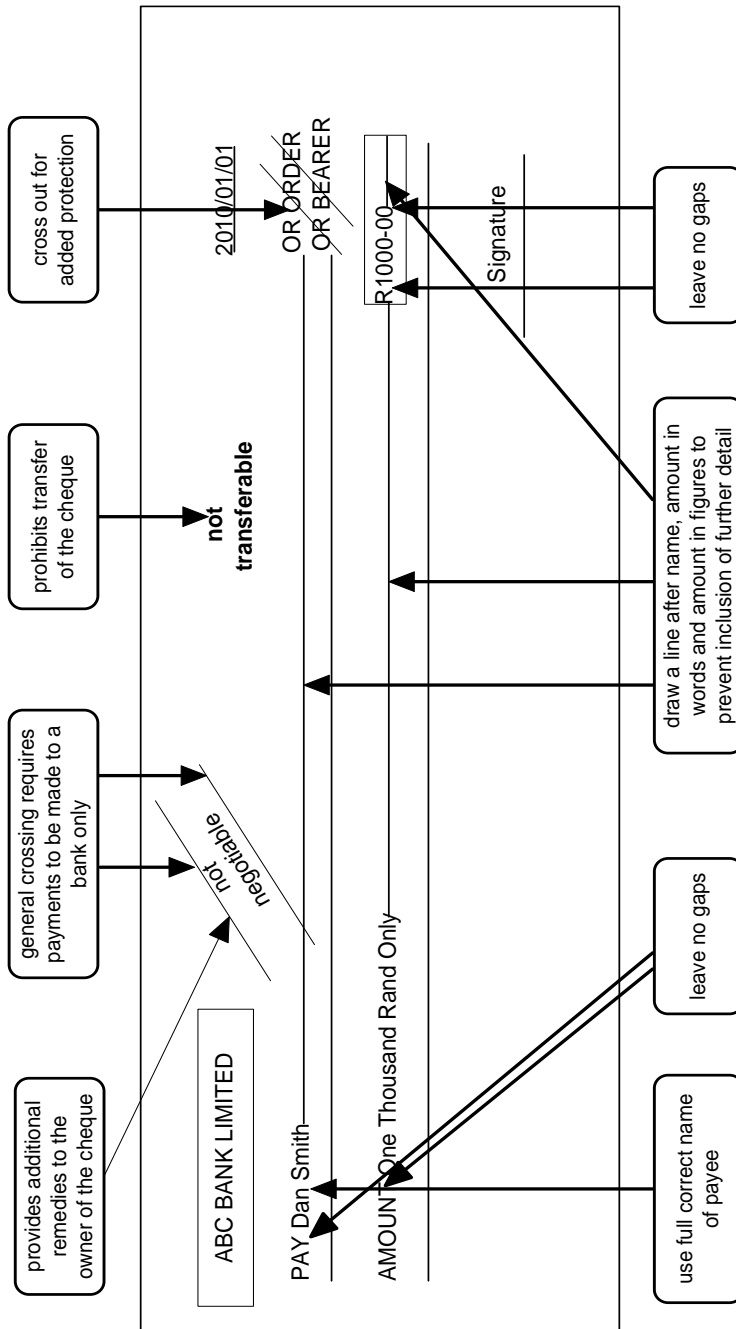 provides additional
remedies to the
owner of the cheque
general crossing requires
payments to be made to a
bank only
prohibits transfer
of the cheque
cross out for
added protection
ABC BANK LIMITED
not
negotiable
not
transferable
2010/01/01
PAY Dan Smith
OR ORDER
OR BEARER
AMOUNT One Thousand Rand Only
R1000-00
Signature
use full correct name
of payee
leave no gaps
draw a line after name, amount in
words and amount in figures to
prevent inclusion of further detail
leave no gaps